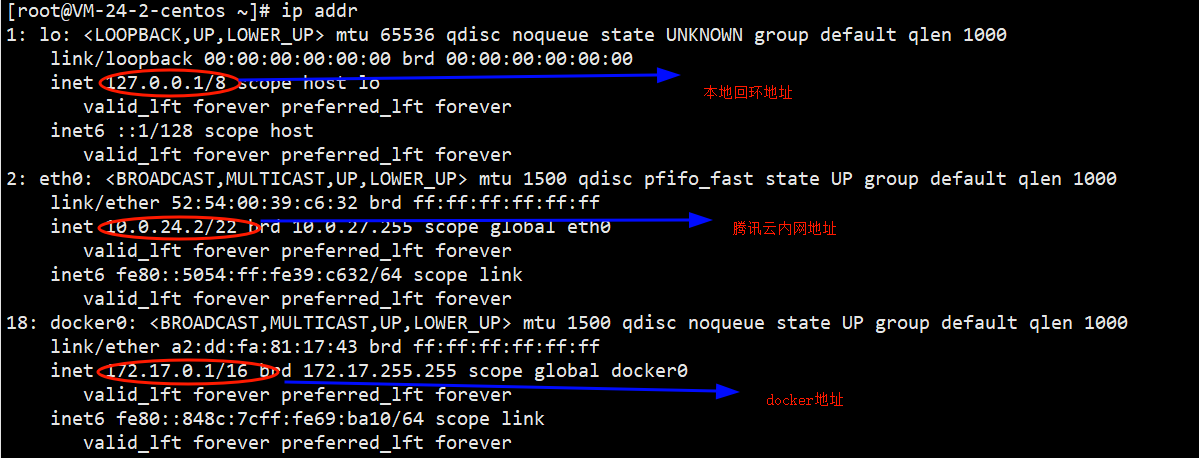 [root@VM-24-2-centos ~]# ip addr
1: lo: <LOOPBACK,UP,LOWER_UP> mtu 65536 qdisc noqueue state UNKNOWN group default qlen 1000
link/loopback 00:00:00:00:00:00 brd 00:00:00:00:00:00
inet 127.0.0.1/8 scope host lo
本地回环地址
valid_lft forever preferred_lft forever
inet6 ::1/128 scope host
valid_lft forever preferred_lft forever
2: eth0: <BROADCAST,MULTICAST,UP,LOWER_UP> mtu 1500 qdisc pfifo_fast state UP group default qlen 1000
link/ether 52:54:00:39:c6:32 brd ff:ff:ff:ff:ff:ff
inet 10.0.24.2/22 brd 10.0.27.255 scope global eth0
腾讯云内网地址
valid_lft forever preferred_lft forever
inet6 fe80::5054:ff:fe39:c632/64 scope link
valid_lft forever preferred_lft forever
18: docker0: <BROADCAST,MULTICAST,UP,LOWER_UP> mtu 1500 qdisc noqueue state UP group default qlen 1000
link/ether a2:dd:fa:81:17:43 brd ff:ff:ff:ff:ff:ff
inet 172.17.0.1/16 brd 172.17.255.255 scope global docker0
valid_lft forever preferred_lft forever
docker地址
inet6 fe80::848c:7cff:fe69:ba10/64 scope link
valid_lft forever preferred_lft forever